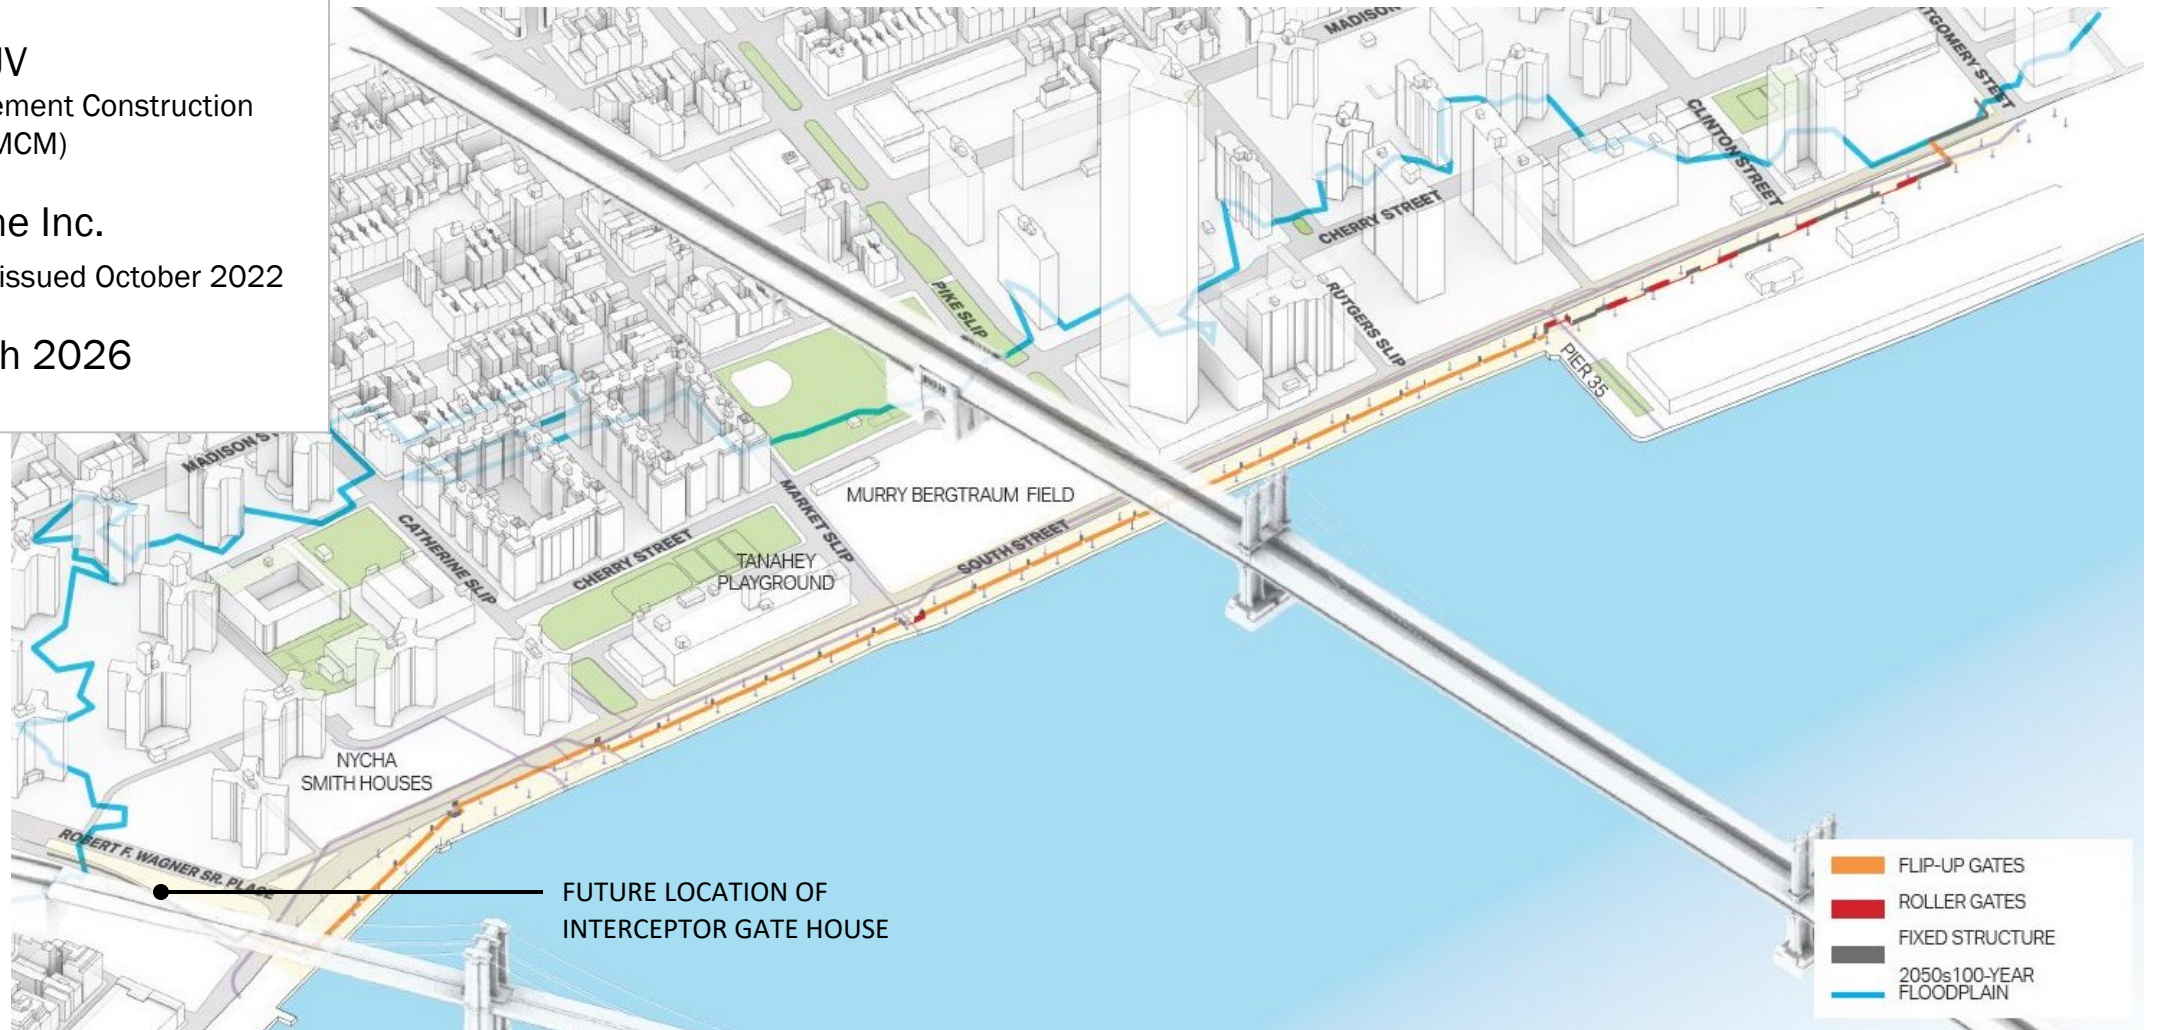 JV
ement Construction
MCM)
ne Inc.
issued October 2022
h 2026
MADISON
TGOMERY STREET
CLINTON STREET
CHERRY STREET
PIKE SLIP
RUTGERS SLIP
PIER 35
MADISON ST
MURRY BERGTRAUM FIELD
MARKET SLIP
CATHERINE SLIP
CHERRY STREET
SOUTH STREET
TANAHEY
PLAYGROUND
NYCHA
SMITH HOUSES
ROBERT F. WAGNER SR. PLACE
FUTURE LOCATION OF
INTERCEPTOR GATE HOUSE
FLIP-UP GATES
ROLLER GATES
FIXED STRUCTURE
2050s100-YEAR
FLOODPLAIN